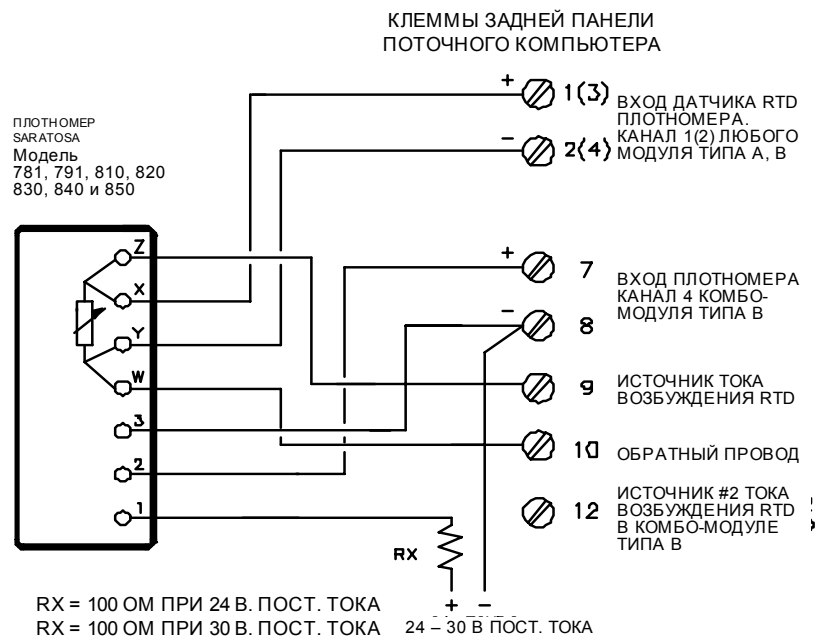 КЛЕММЫ ЗАДНЕЙ ПАНЕЛИ
ПОТОЧНОГО КОМПЬЮТЕРА
ПЛОТНОМЕР
SARATOSA
Модель
781, 791, 810, 820
830, 840 и 850
+ 1(3)
ВХОД ДАТЧИКА RTD
ПЛОТНОМЕРА.
КАНАЛ 1(2) ЛЮБОГО
МОДУЛЯ ТИПА А, В
− 2(4)
Z
X
Y
W
3
2
1
+ 7
ВХОД ПЛОТНОМЕРА
КАНАЛ 4 КОМБО-
МОДУЛЯ ТИПА В
− 8
9
ИСТОЧНИК ТОКА
ВОЗБУЖДЕНИЯ RTD
10
ОБРАТНЫЙ ПРОВОД
12
ИСТОЧНИК #2 ТОКА
ВОЗБУЖДЕНИЯ RTD
В КОМБО-МОДУЛЕ
ТИПА В
RX
+ −
24 – 30 В ПОСТ. ТОКА
RX = 100 ОМ ПРИ 24 В. ПОСТ. ТОКА
RX = 100 ОМ ПРИ 30 В. ПОСТ. ТОКА